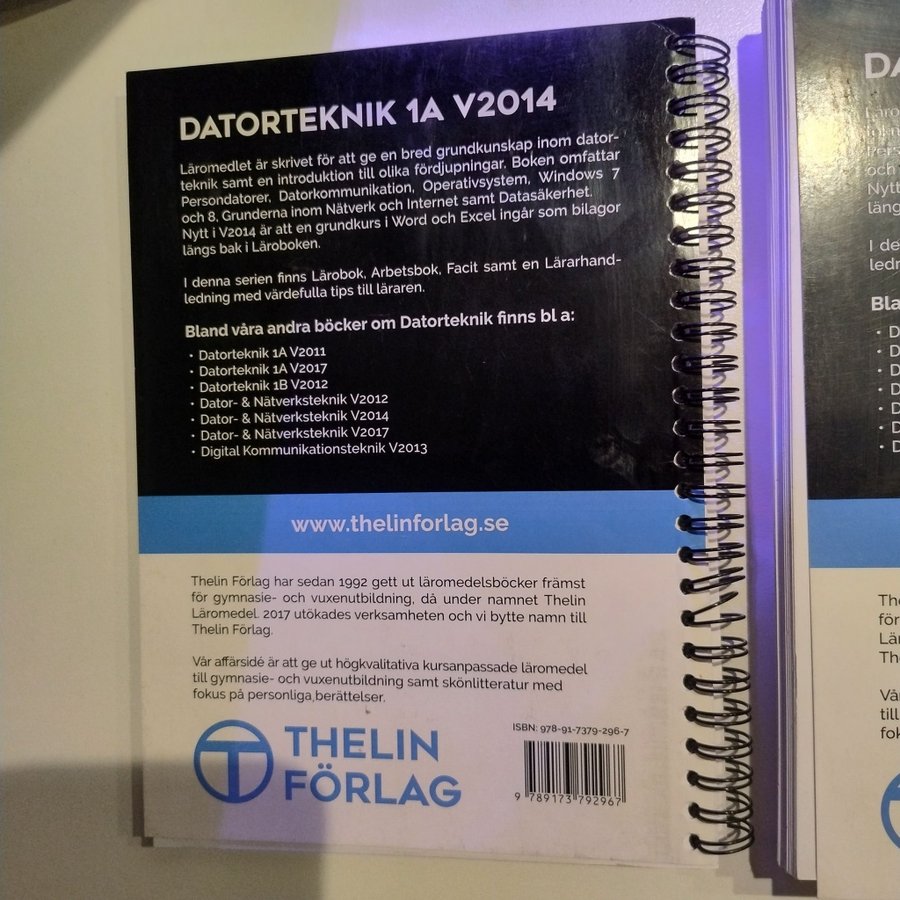 DATORTEKNIK 1A V2014
Läromedlet är skrivet för att ge en bred grundkunskap inom dator-
teknik samt en introduktion till olika fördjupningar. Boken omfattar
Persondatorer, Datorkommunikation, Operativsystem, Windows 7
och 8, Grunderna inom Nätverk och Internet samt Datasäkerhet.
Nytt i V2014 är att en grundkurs i Word och Excel ingår som bilagor
längs bak i Läroboken.
I denna serien finns Lärobok, Arbetsbok, Facit samt en Lärarhand-
ledning med värdefulla tips till läraren.
Bland våra andra böcker om Datorteknik finns bl a:
• Datorteknik 1A V2011
• Datorteknik 1A V2017
• Datorteknik 1B V2012
• Dator- & Nätverksteknik V2012
• Dator- & Nätverksteknik V2014
• Dator- & Nätverksteknik V2017
• Digital Kommunikationsteknik V2013
www.thelinforlag.se
Thelin Förlag har sedan 1992 gett ut läromedelsböcker främst
för gymnasie- och vuxenutbildning, då under namnet Thelin
Läromedel. 2017 utökades verksamheten och vi bytte namn till
Thelin Förlag.
Vår affärsidé är att ge ut högkvalitativa kursanpassade läromedel
till gymnasie- och vuxenutbildning samt skönlitteratur med
fokus på personliga berättelser.
THELIN
FÖRLAG
ISBN: 978-91-7379-296-7
9 789173 792967
DA
och
Nytt
läng
I de
ledn
Bla
• D
• D
• D
• D
• D
• D
• D
The
för
Lä
Th
Vå
till
fok